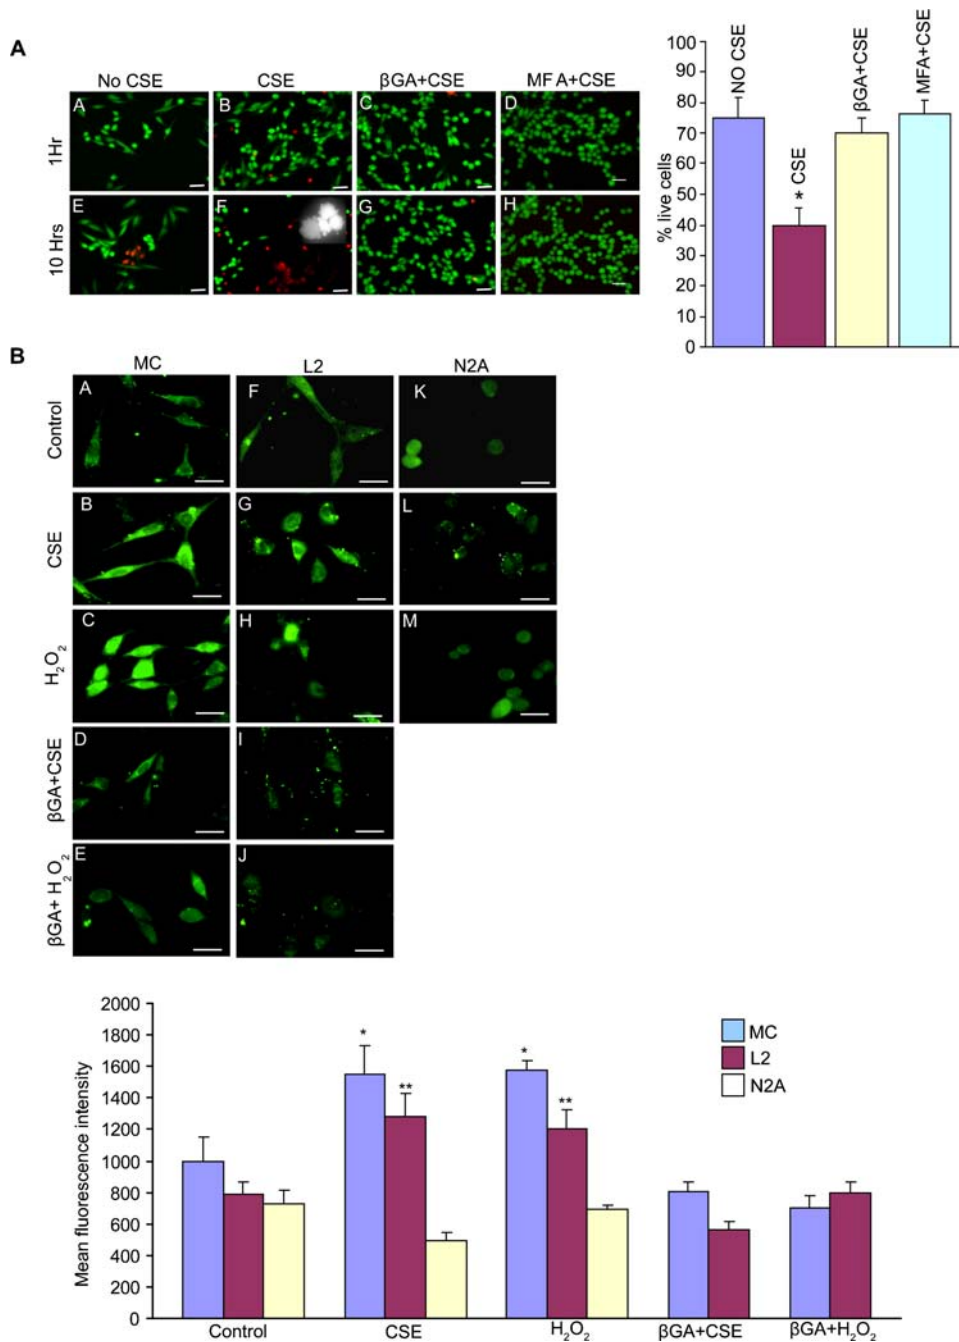 A
No CSE CSE βGA+CSE MFA+CSE
1Hr
A B C D
10 Hrs
E F G H
% live cells
100
90
80
70
60
50
40
30
20
10
0
NO CSE
* CSE
βGA+CSE
MFA+CSE
B
MC L2 N2A
Control
A F K
CSE
B G L
H₂O₂
C H M
βGA+CSE
D I
βGA+ H₂O₂
E J
Mean fluorescence intensity
2000
1800
1600
1400
1200
1000
800
600
400
200
0
* **
* **
MC
L2
N2A
Control CSE H₂O₂ βGA+CSE βGA+H₂O₂